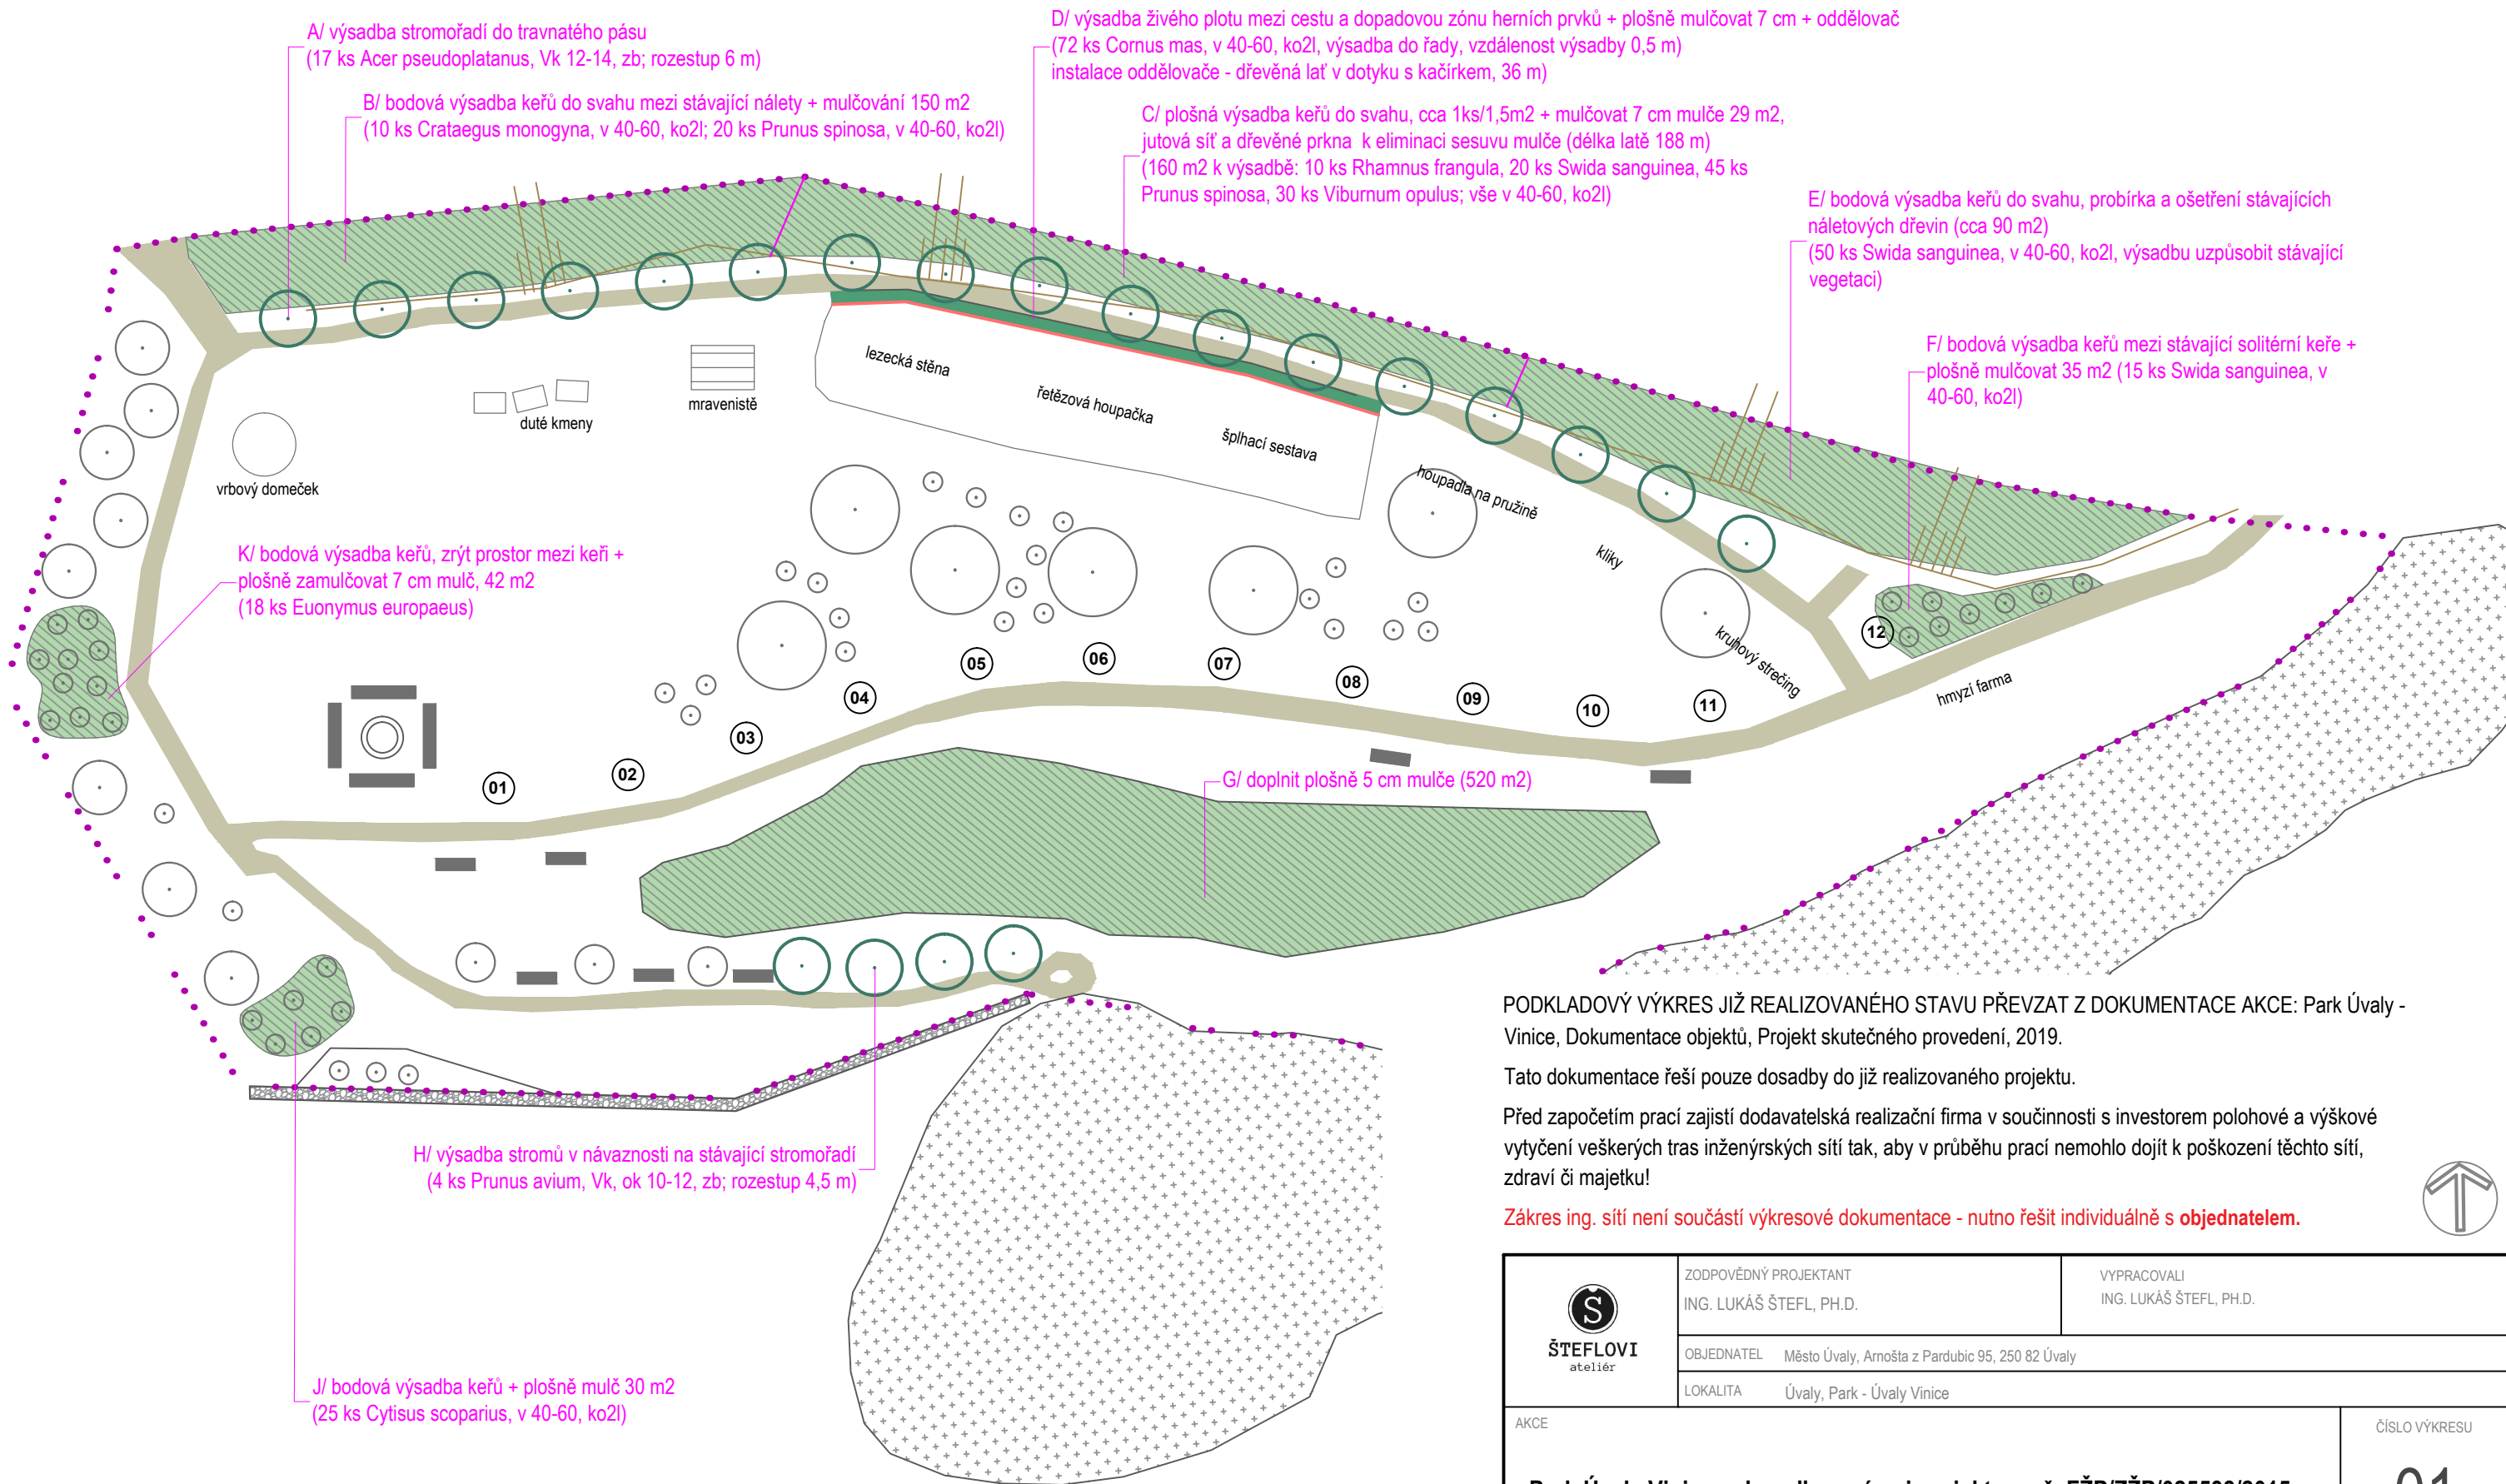 A/ výsadba stromořadí do travnatého pásu
(17 ks Acer pseudoplatanus, Vk 12-14, zb; rozestup 6 m)
B/ bodová výsadba keřů do svahu mezi stávající nálety + mulčování 150 m2
(10 ks Crataegus monogyna, v 40-60, ko2l; 20 ks Prunus spinosa, v 40-60, ko2l)
D/ výsadba živého plotu mezi cestu a dopadovou zónu herních prvků + plošně mulčovat 7 cm + oddělovač
(72 ks Cornus mas, v 40-60, ko2l, výsadba do řady, vzdálenost výsadby 0,5 m)
instalace oddělovače - dřevěná lať v dotyku s kačírkem, 36 m)
C/ plošná výsadba keřů do svahu, cca 1ks/1,5m2 + mulčovat 7 cm mulče 29 m2,
jutová síť a dřevěné prkna k eliminaci sesuvu mulče (délka latě 188 m)
(160 m2 k výsadbě: 10 ks Rhamnus frangula, 20 ks Swida sanguinea, 45 ks
Prunus spinosa, 30 ks Viburnum opulus; vše v 40-60, ko2l)
E/ bodová výsadba keřů do svahu, probírka a ošetření stávajících
náletových dřevin (cca 90 m2)
(50 ks Swida sanguinea, v 40-60, ko2l, výsadbu uzpůsobit stávající
vegetaci)
F/ bodová výsadba keřů mezi stávající solitérní keře +
plošně mulčovat 35 m2 (15 ks Swida sanguinea, v
40-60, ko2l)
lezecká stěna
řetězová houpačka
šplhací sestava
mravenistě
duté kmeny
vrbový domeček
houpadla na pružině
kliky
kruhový strečing
hmyzí farma
K/ bodová výsadba keřů, zrýt prostor mezi keři +
plošně zamulčovat 7 cm mulč, 42 m2
(18 ks Euonymus europaeus)
01
02
03
04
05
06
07
08
09
10
11
12
G/ doplnit plošně 5 cm mulče (520 m2)
H/ výsadba stromů v návaznosti na stávající stromořadí
(4 ks Prunus avium, Vk, ok 10-12, zb; rozestup 4,5 m)
J/ bodová výsadba keřů + plošně mulč 30 m2
(25 ks Cytisus scoparius, v 40-60, ko2l)
PODKLADOVÝ VÝKRES JIŽ REALIZOVANÉHO STAVU PŘEVZAT Z DOKUMENTACE AKCE: Park Úvaly -
Vinice, Dokumentace objektů, Projekt skutečného provedení, 2019.
Tato dokumentace řeší pouze dosadby do již realizovaného projektu.
Před započetím prací zajistí dodavatelská realizační firma v součinnosti s investorem polohové a výškové
vytyčení veškerých tras inženýrských sítí tak, aby v průběhu prací nemohlo dojít k poškození těchto sítí,
zdraví či majetku!
Zákres ing. sítí není součástí výkresové dokumentace - nutno řešit individuálně s objednatelem.
Š
ŠTEFLOVI
ateliér
ZODPOVĚDNÝ PROJEKTANT
ING. LUKÁŠ ŠTEFL, PH.D.
VYPRACOVALI
ING. LUKÁŠ ŠTEFL, PH.D.
OBJEDNATEL Město Úvaly, Arnošta z Pardubic 95, 250 82 Úvaly
LOKALITA Úvaly, Park - Úvaly Vinice
AKCE
ČÍSLO VÝKRESU
01